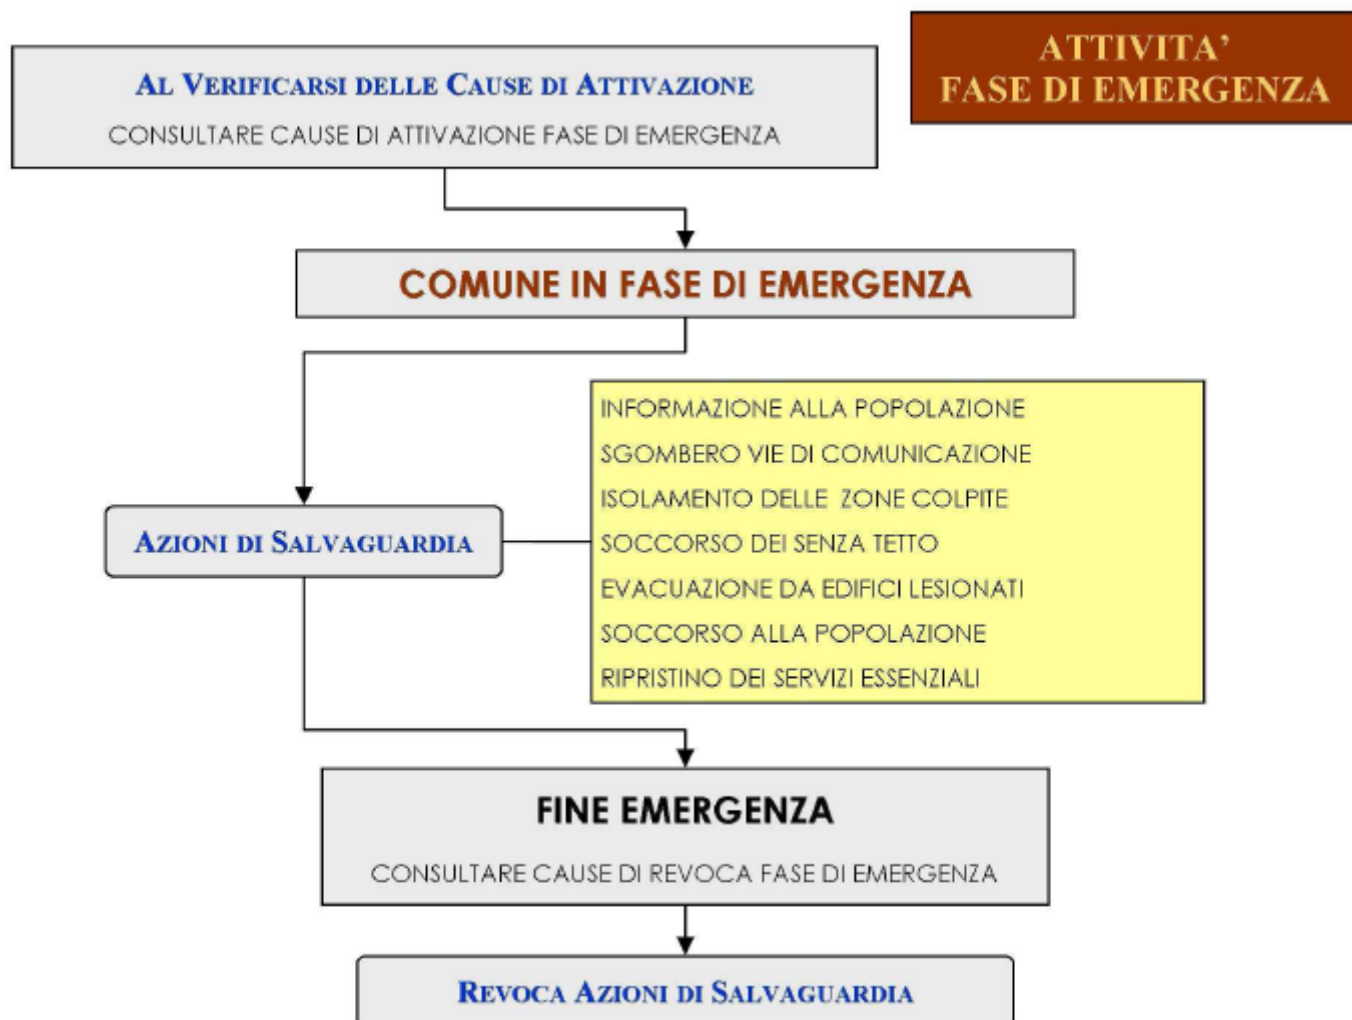 ATTIVITA’
FASE DI EMERGENZA
AL VERIFICARSI DELLE CAUSE DI ATTIVAZIONE
CONSULTARE CAUSE DI ATTIVAZIONE FASE DI EMERGENZA
COMUNE IN FASE DI EMERGENZA
AZIONI DI SALVAGUARDIA
INFORMAZIONE ALLA POPOLAZIONE
SGOMBERO VIE DI COMUNICAZIONE
ISOLAMENTO DELLE ZONE COLPITE
SOCCORSO DEI SENZA TETTO
EVACUAZIONE DA EDIFICI LESIONATI
SOCCORSO ALLA POPOLAZIONE
RIPRISTINO DEI SERVIZI ESSENZIALI
FINE EMERGENZA
CONSULTARE CAUSE DI REVOCA FASE DI EMERGENZA
REVOCA AZIONI DI SALVAGUARDIA